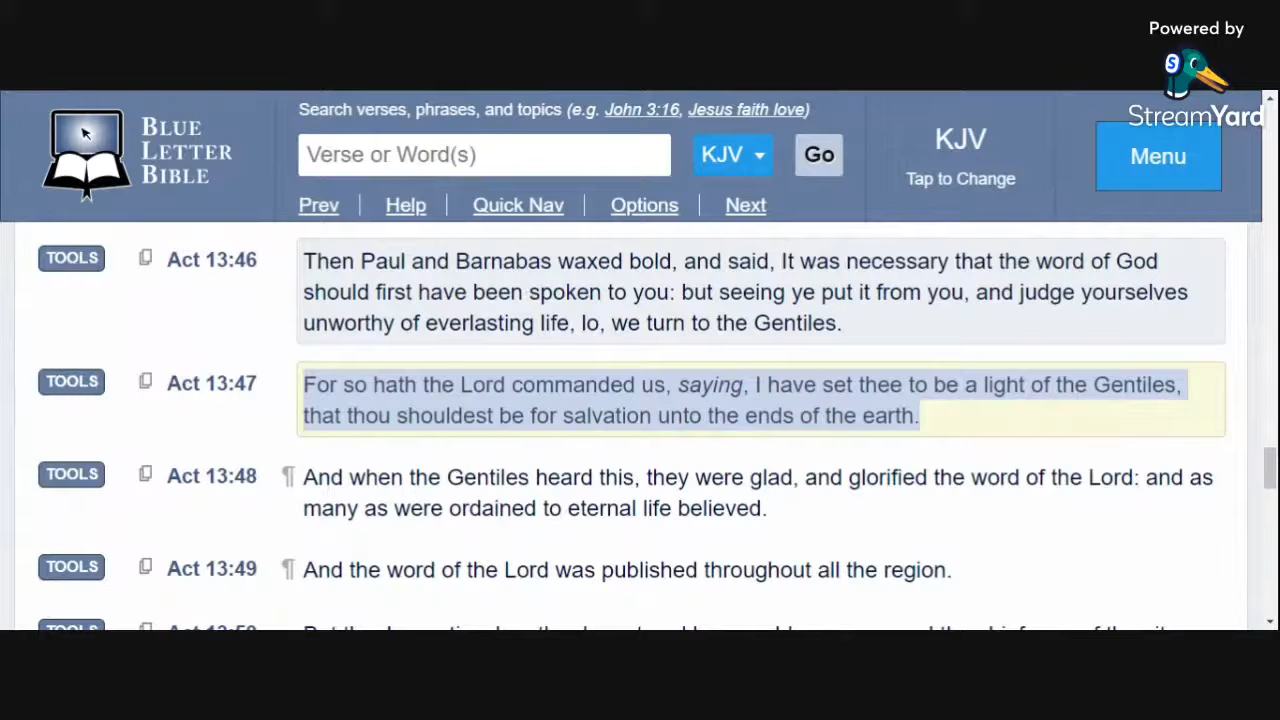 Powered by
S
StreamYard
BLUE
LETTER
BIBLE
Search verses, phrases, and topics (e.g. John 3:16, Jesus faith love)
Verse or Word(s)
KJV
Go
Prev
Help
Quick Nav
Options
Next
KJV
Tap to Change
Menu
TOOLS Act 13:46 Then Paul and Barnabas waxed bold, and said, It was necessary that the word of God
should first have been spoken to you: but seeing ye put it from you, and judge yourselves
unworthy of everlasting life, lo, we turn to the Gentiles.
TOOLS Act 13:47 For so hath the Lord commanded us, saying, I have set thee to be a light of the Gentiles,
that thou shouldest be for salvation unto the ends of the earth.
TOOLS Act 13:48 ¶ And when the Gentiles heard this, they were glad, and glorified the word of the Lord: and as
many as were ordained to eternal life believed.
TOOLS Act 13:49 ¶ And the word of the Lord was published throughout all the region.
TOOLS Act 13:50